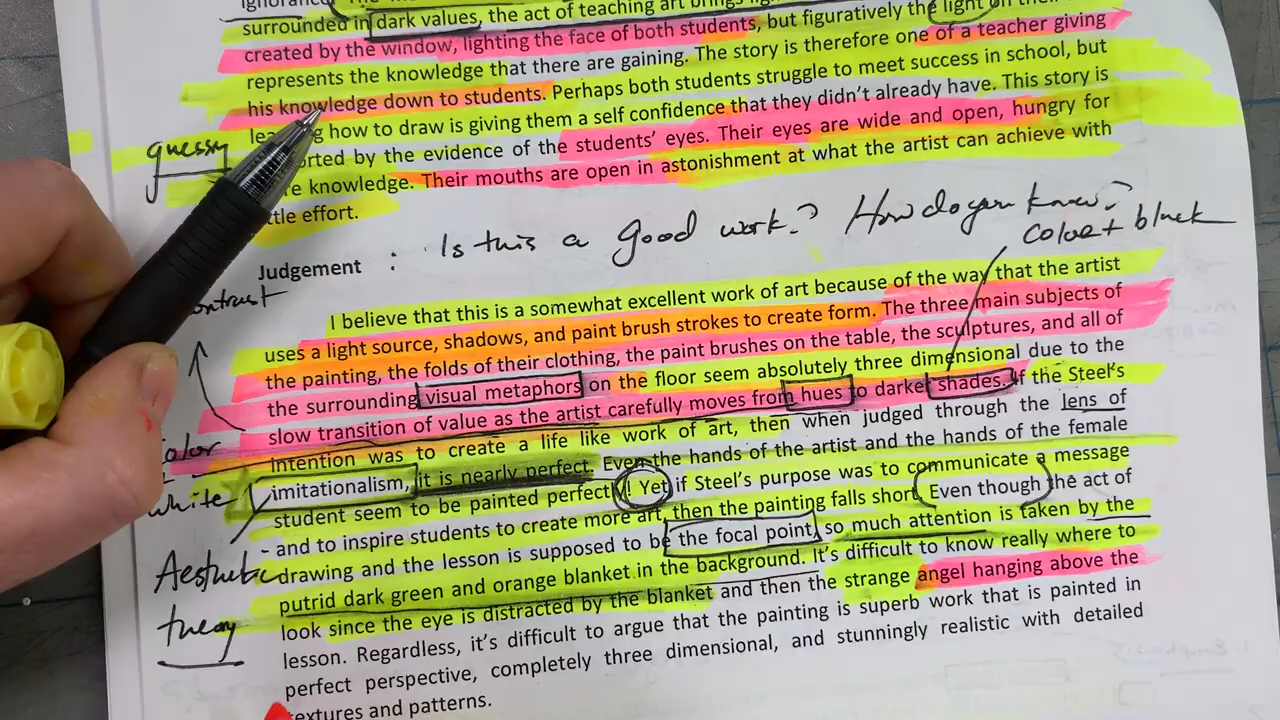 surrounded in dark values, the act of teaching art brings light
created by the window, lighting the face of both students, but figuratively the light on their
represents the knowledge that there are gaining. The story is therefore one of a teacher giving
his knowledge down to students. Perhaps both students struggle to meet success in school, but
how to draw is giving them a self confidence that they didn't already have. This story is
guessy
by the evidence of the students' eyes. Their eyes are wide and open, hungry for
knowledge. Their mouths are open in astonishment at what the artist can achieve with
effort.
Judgement : Is this a good work? How do you know?
color + black
contrast
I believe that this is a somewhat excellent work of art because of the way that the artist
uses a light source, shadows, and paint brush strokes to create form. The three main subjects of
the painting, the folds of their clothing, the paint brushes on the table, the sculptures, and all of
the surrounding visual metaphors on the floor seem absolutely three dimensional due to the
slow transition of value as the artist carefully moves from hues to darker shades. If the Steel's
Color
intention was to create a life like work of art, then when judged through the lens of
white
imitationalism, it is nearly perfect. Even the hands of the artist and the hands of the female
student seem to be painted perfectly! Yet if Steel's purpose was to communicate a message
- and to inspire students to create more art, then the painting falls short. Even though the act of
Aesthetic
drawing and the lesson is supposed to be the focal point, so much attention is taken by the
putrid dark green and orange blanket in the background. It's difficult to know really where to
theory
look since the eye is distracted by the blanket and then the strange angel hanging above the
lesson. Regardless, it's difficult to argue that the painting is superb work that is painted in
perfect perspective, completely three dimensional, and stunningly realistic with detailed
textures and patterns.